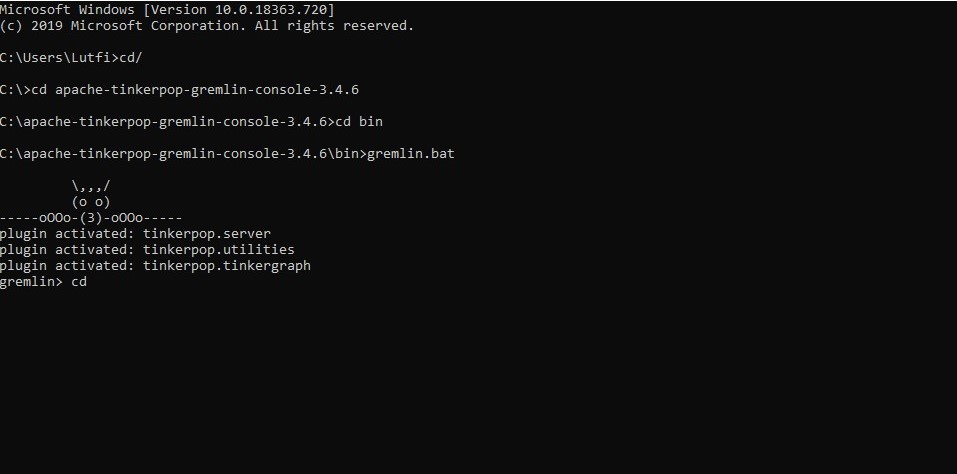 Microsoft Windows [Version 10.0.18363.720]
(c) 2019 Microsoft Corporation. All rights reserved.
C:\Users\Lutfi>cd/
C:\>cd apache-tinkerpop-gremlin-console-3.4.6
C:\apache-tinkerpop-gremlin-console-3.4.6>cd bin
C:\apache-tinkerpop-gremlin-console-3.4.6\bin>gremlin.bat
         \,,,/
         (o o)
-----oOOo-(3)-oOOo-----
plugin activated: tinkerpop.server
plugin activated: tinkerpop.utilities
plugin activated: tinkerpop.tinkergraph
gremlin> cd